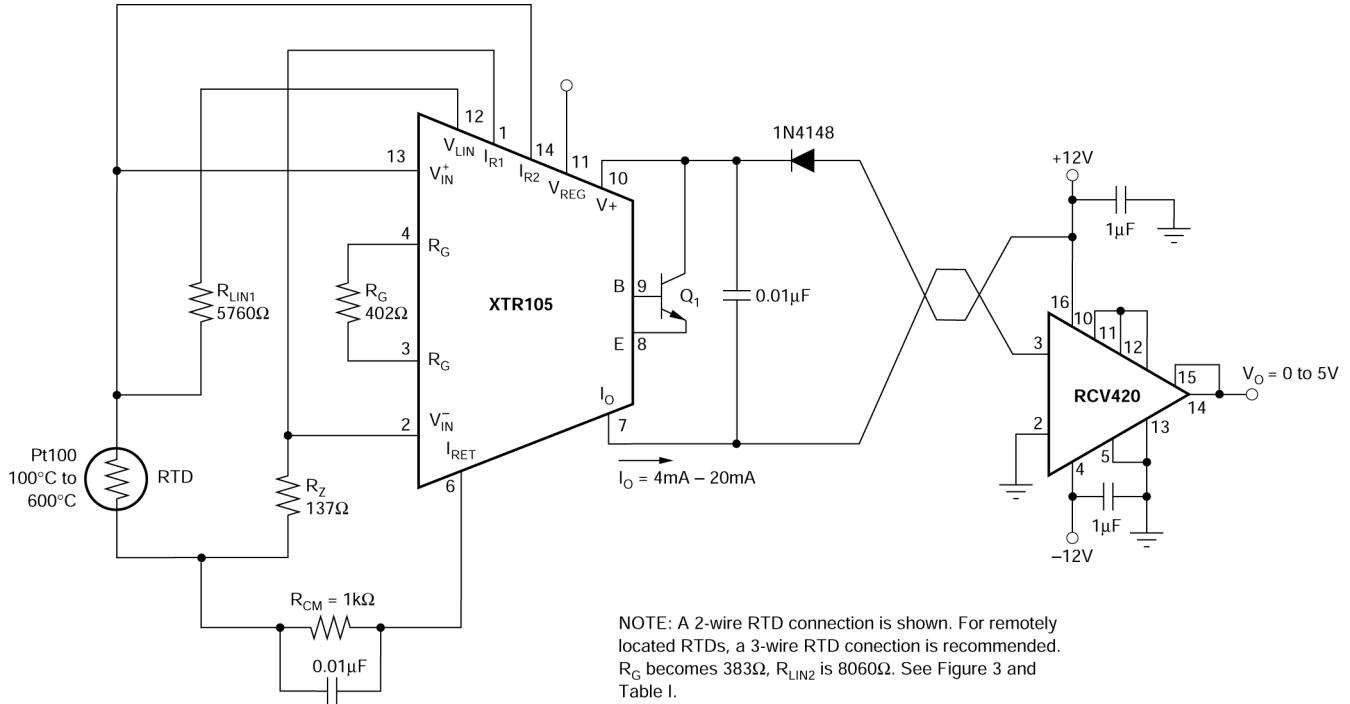 12
1
14
11
10
13
V_LIN
I_R1
I_R2
V_REG
V+
V⁺_IN
1N4148
+12V
1µF
4
R_G
R_LIN1
5760Ω
R_G
402Ω
XTR105
B
9
Q₁
0.01µF
16
10
11
12
3
3
R_G
E
8
15
V_O = 0 to 5V
RCV420
14
I_O
7
2
V⁻_IN
I_RET
6
2
13
5
4
Pt100
100°C to
600°C
RTD
R_Z
137Ω
I_O = 4mA – 20mA
1µF
–12V
R_CM = 1kΩ
0.01µF
NOTE: A 2-wire RTD connection is shown. For remotely
located RTDs, a 3-wire RTD conection is recommended.
R_G becomes 383Ω, R_LIN2 is 8060Ω. See Figure 3 and
Table I.